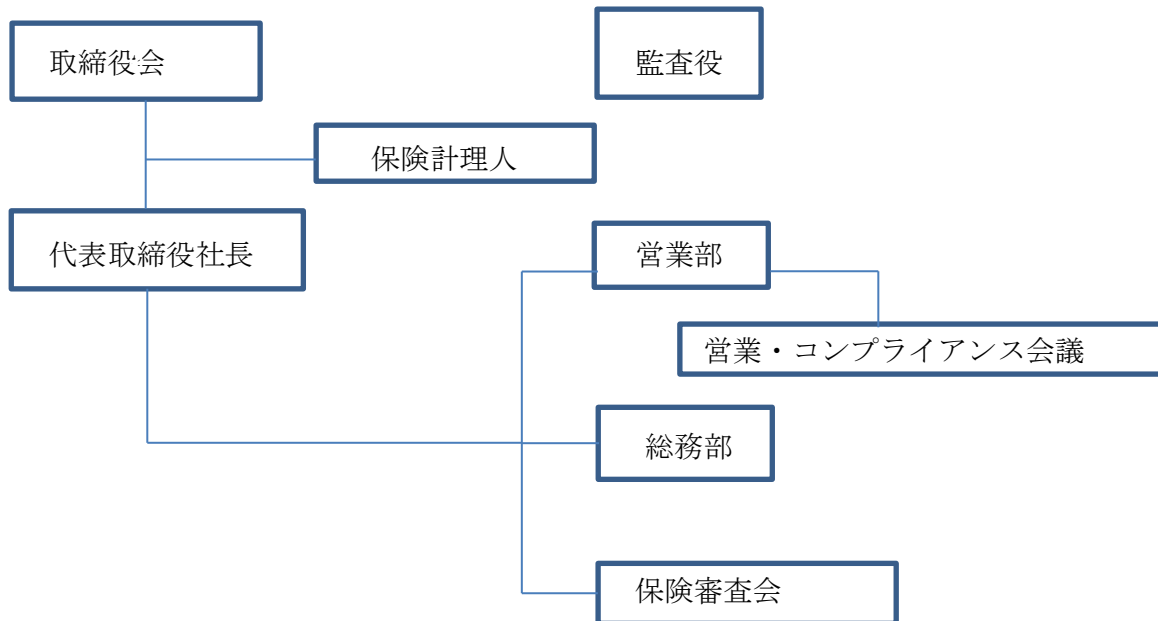 取締役会
監査役
保険計理人
代表取締役社長
営業部
営業・コンプライアンス会議
総務部
保険審査会